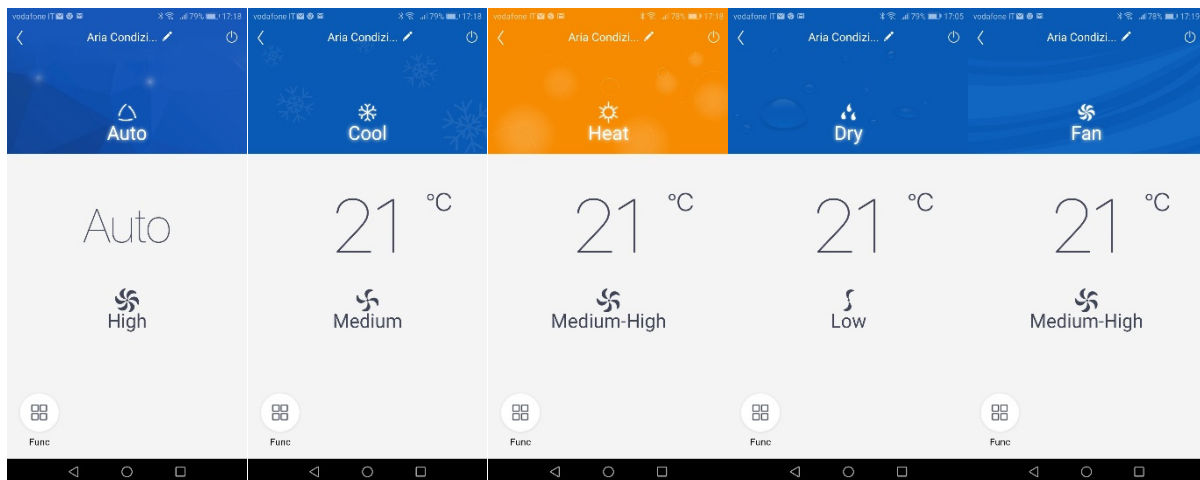 vodafone IT 79% 17:18
Aria Condizi...
Auto
Auto
High
Func
vodafone IT 79% 17:18
Aria Condizi...
Cool
21 °C
Medium
Func
vodafone IT 78% 17:18
Aria Condizi...
Heat
21 °C
Medium-High
Func
vodafone IT 79% 17:05
Aria Condizi...
Dry
21 °C
Low
Func
vodafone IT 78% 17:19
Aria Condizi...
Fan
21 °C
Medium-High
Func